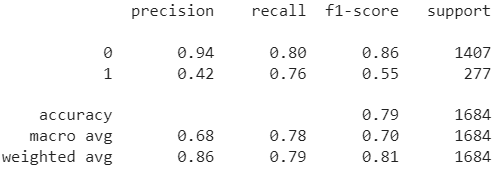 precision recall f1-score support
0 0.94 0.80 0.86 1407
1 0.42 0.76 0.55 277
accuracy 0.79 1684
macro avg 0.68 0.78 0.70 1684
weighted avg 0.86 0.79 0.81 1684